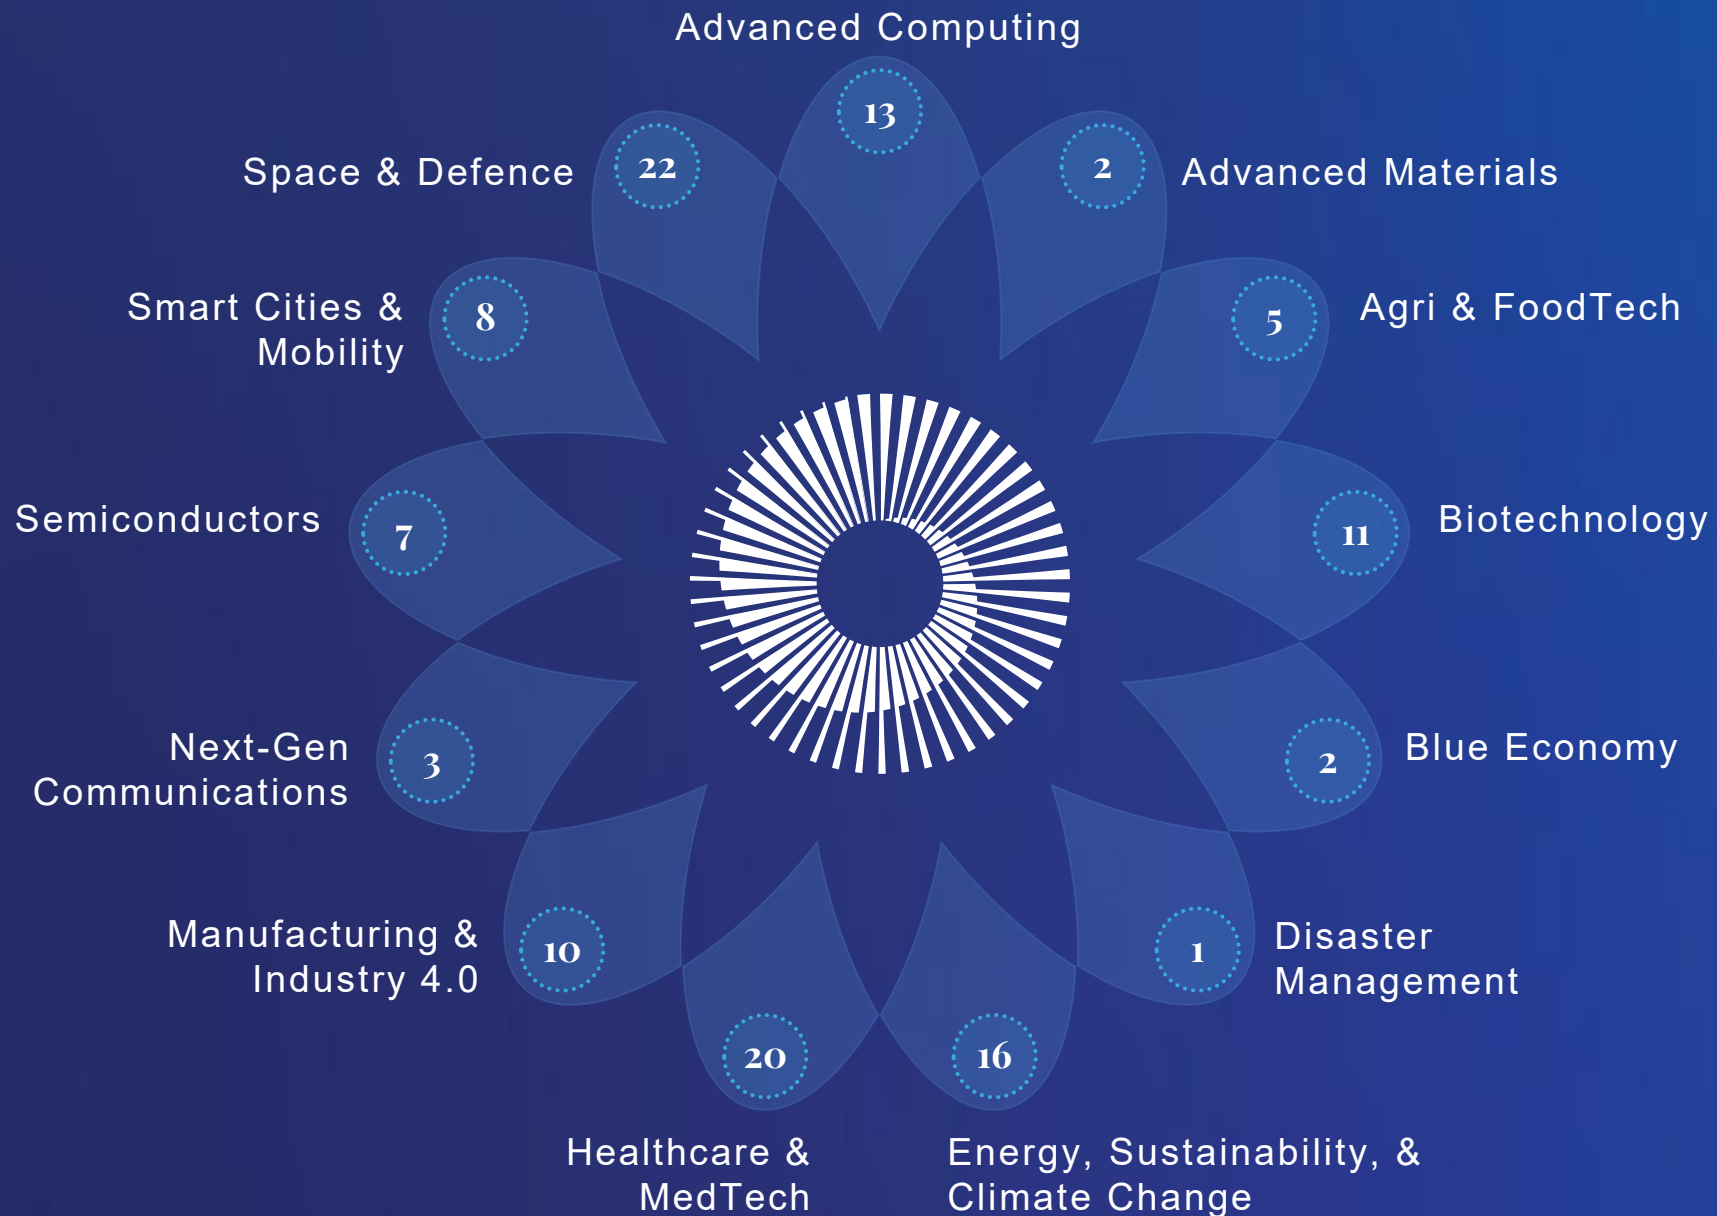 Advanced Computing
13
2
Advanced Materials
5
Agri & FoodTech
11
Biotechnology
2
Blue Economy
1
Disaster
Management
16
Energy, Sustainability, &
Climate Change
20
Healthcare &
MedTech
10
Manufacturing &
Industry 4.0
3
Next-Gen
Communications
7
Semiconductors
8
Smart Cities &
Mobility
22
Space & Defence